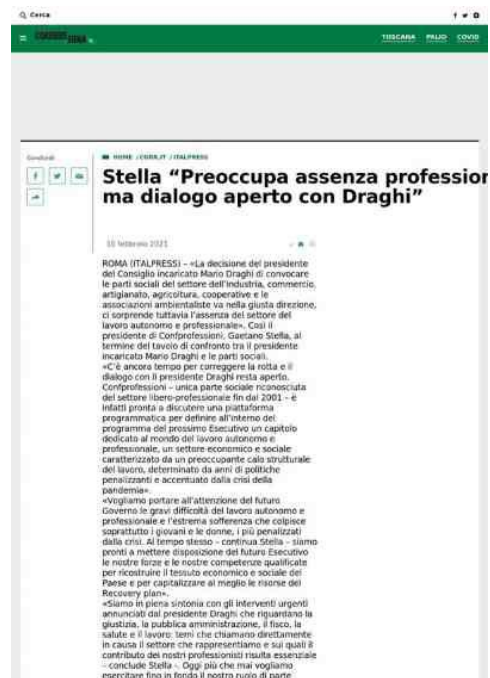 Cerca
TOSCANA PALIO COVID
Condividi
HOME / CORR.IT / ITALPRESS
Stella “Preoccupa assenza
ma dialogo aperto con Draghi”
10 febbraio 2021
ROMA (ITALPRESS) – «La decisione del presidente
del Consiglio incaricato Mario Draghi di convocare
le parti sociali del settore dell'industria, commercio,
artigianato, agricoltura, cooperative e le
associazioni ambientaliste va nella giusta direzione,
ci sorprende tuttavia l'assenza del settore del
lavoro autonomo e professionale». Così il
presidente di Confprofessioni, Gaetano Stella, al
termine del tavolo di confronto tra il presidente
incaricato Mario Draghi e le parti sociali.
«C'è ancora tempo per correggere la rotta e il
dialogo con il presidente Draghi resta aperto.
Confprofessioni – unica parte sociale riconosciuta
del settore libero-professionale fin dal 2001 – è
infatti pronta a discutere una piattaforma
programmatica per definire all'interno del
programma del prossimo Esecutivo un capitolo
dedicato al mondo del lavoro autonomo e
professionale, un settore economico e sociale
caratterizzato da un preoccupante calo strutturale
del lavoro, determinato da anni di politiche
penalizzanti e accentuato dalla crisi della
pandemia».
«Vogliamo portare all'attenzione del futuro
Governo le gravi difficoltà del lavoro autonomo e
professionale e l'estrema sofferenza che colpisce
soprattutto i giovani e le donne, i più penalizzati
dalla crisi. Al tempo stesso – continua Stella – siamo
pronti a mettere disposizione del futuro Esecutivo
le nostre forze e le nostre competenze qualificate
per ricostruire il tessuto economico e sociale del
Paese e per capitalizzare al meglio le risorse del
Recovery plan».
«Siamo in piena sintonia con gli interventi urgenti
annunciati dal presidente Draghi che riguardano la
giustizia, la pubblica amministrazione, il fisco, la
salute e il lavoro: temi che chiamano direttamente
in causa il settore che rappresentiamo e sui quali il
contributo dei nostri professionisti risulta essenziale
– conclude Stella -. Oggi più che mai vogliamo
esercitare fino in fondo il nostro ruolo di parte